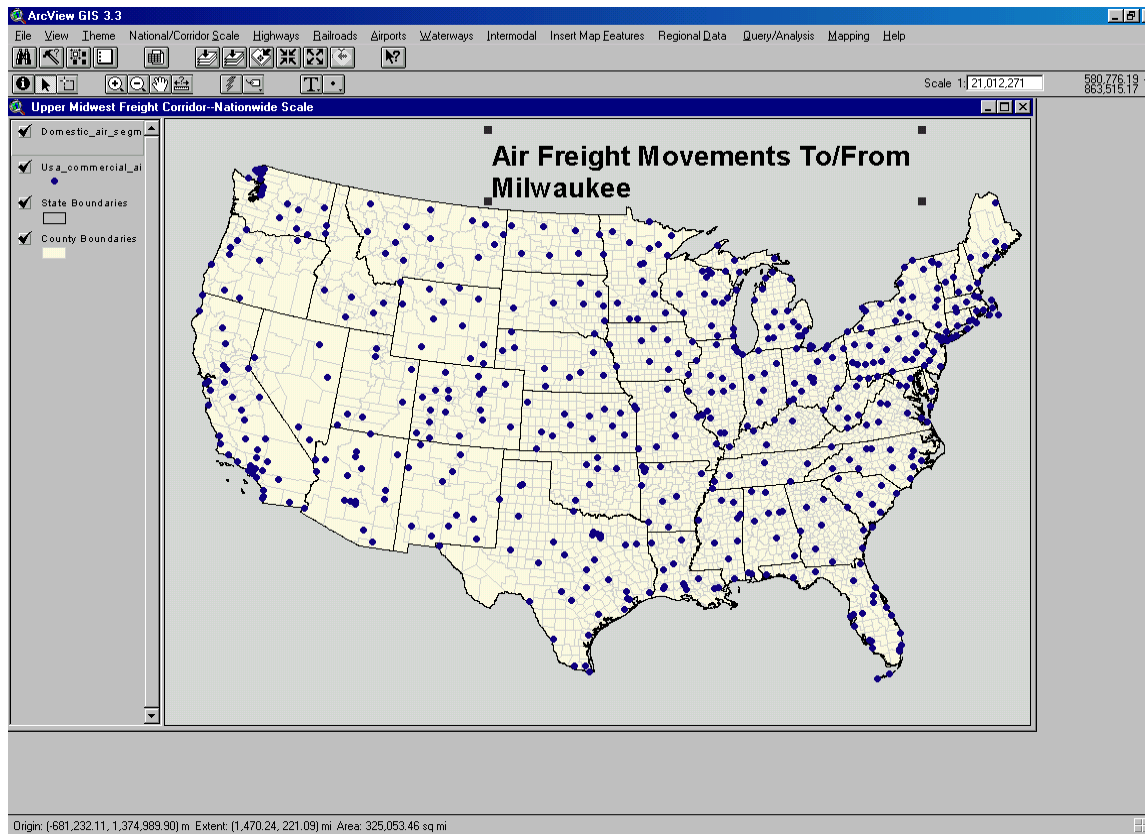 ArcView GIS 3.3
File View Theme National/Corridor Scale Highways Railroads Airports Waterways Intermodal Insert Map Features Regional Data Query/Analysis Mapping Help
Scale 1: 21,012,271
580,776.19
863,515.17
Upper Midwest Freight Corridor--Nationwide Scale
Domestic_air_segm
Usa_commercial_ai
State Boundaries
County Boundaries
Air Freight Movements To/From
Milwaukee
Origin: (-681,232.11, 1,374,989.90) m Extent: (1,470.24, 221.09) mi Area: 325,053.46 sq mi